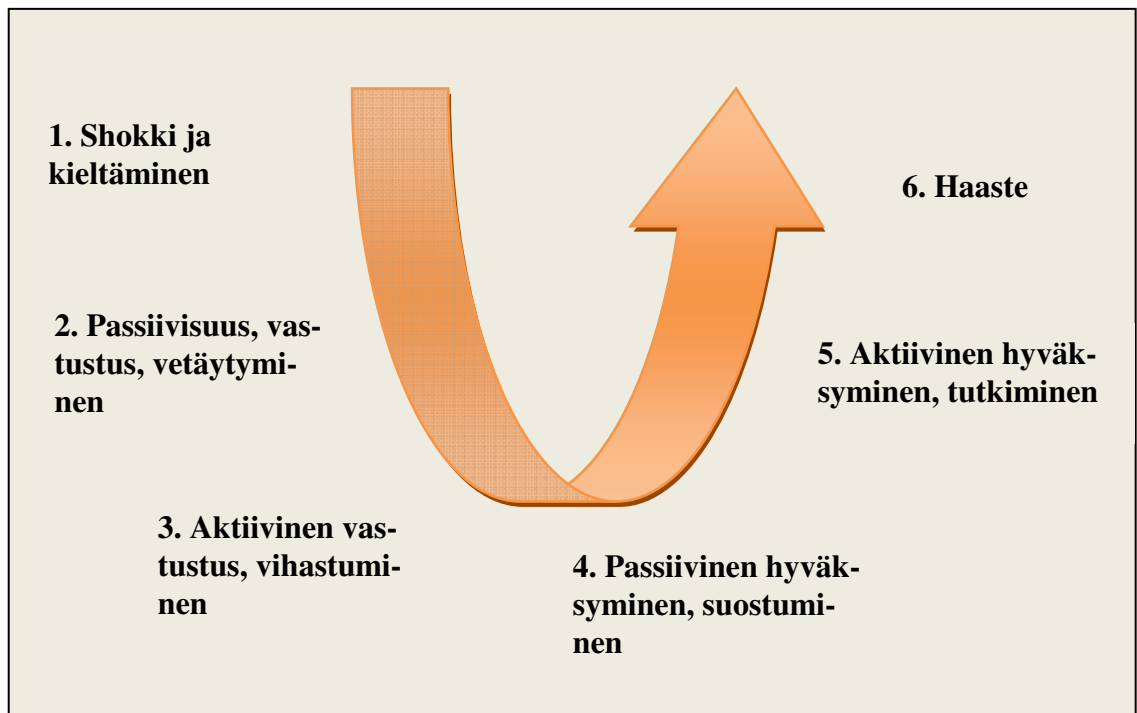 1. Shokki ja
kieltäminen
2. Passiivisuus, vas-
tustus, vetäytymi-
nen
3. Aktiivinen vas-
tustus, vihastumi-
nen
4. Passiivinen hyväk-
syminen, suostumi-
nen
5. Aktiivinen hyväk-
syminen, tutkiminen
6. Haaste